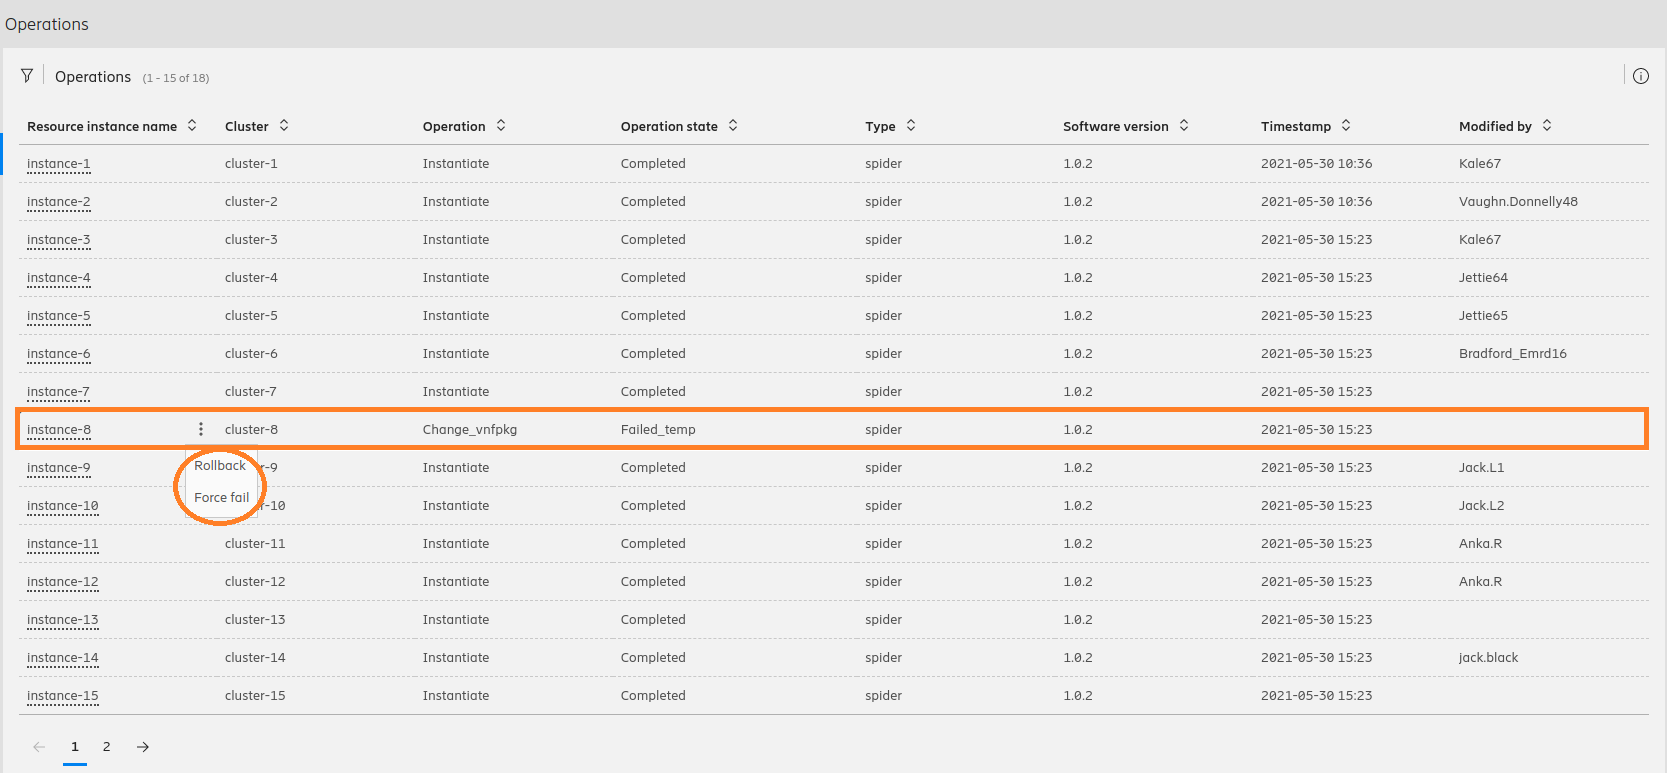 Operations
Operations (1 - 15 of 18)
Resource instance name Cluster Operation Operation state Type Software version Timestamp Modified by
instance-1 cluster-1 Instantiate Completed spider 1.0.2 2021-05-30 10:36 Kale67
instance-2 cluster-2 Instantiate Completed spider 1.0.2 2021-05-30 10:36 Vaughn.Donnelly48
instance-3 cluster-3 Instantiate Completed spider 1.0.2 2021-05-30 15:23 Kale67
instance-4 cluster-4 Instantiate Completed spider 1.0.2 2021-05-30 15:23 Jettie64
instance-5 cluster-5 Instantiate Completed spider 1.0.2 2021-05-30 15:23 Jettie65
instance-6 cluster-6 Instantiate Completed spider 1.0.2 2021-05-30 15:23 Bradford_Emrd16
instance-7 cluster-7 Instantiate Completed spider 1.0.2 2021-05-30 15:23
instance-8 cluster-8 Change_vnfpkg Failed_temp spider 1.0.2 2021-05-30 15:23
Rollback
Force fail
instance-9 r-9 Instantiate Completed spider 1.0.2 2021-05-30 15:23 Jack.L1
instance-10 r-10 Instantiate Completed spider 1.0.2 2021-05-30 15:23 Jack.L2
instance-11 cluster-11 Instantiate Completed spider 1.0.2 2021-05-30 15:23 Anka.R
instance-12 cluster-12 Instantiate Completed spider 1.0.2 2021-05-30 15:23 Anka.R
instance-13 cluster-13 Instantiate Completed spider 1.0.2 2021-05-30 15:23
instance-14 cluster-14 Instantiate Completed spider 1.0.2 2021-05-30 15:23 jack.black
instance-15 cluster-15 Instantiate Completed spider 1.0.2 2021-05-30 15:23
1 2